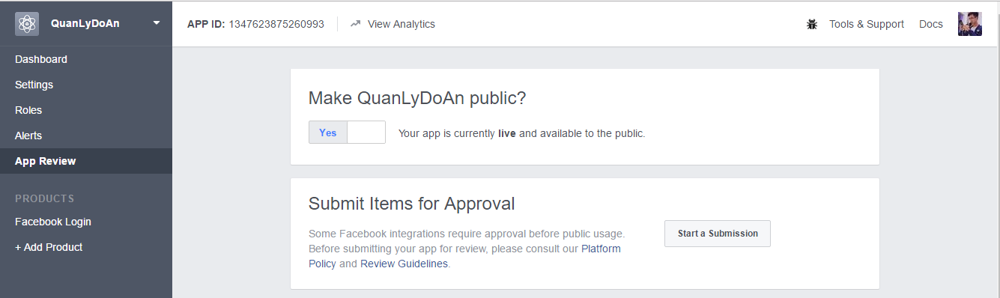 QuanLyDoAn
APP ID: 1347623875260993
View Analytics
Tools & Support
Docs
Dashboard
Settings
Roles
Alerts
App Review
PRODUCTS
Facebook Login
+ Add Product
Make QuanLyDoAn public?
Yes
Your app is currently live and available to the public.
Submit Items for Approval
Some Facebook integrations require approval before public usage.
Before submitting your app for review, please consult our Platform
Policy and Review Guidelines.
Start a Submission